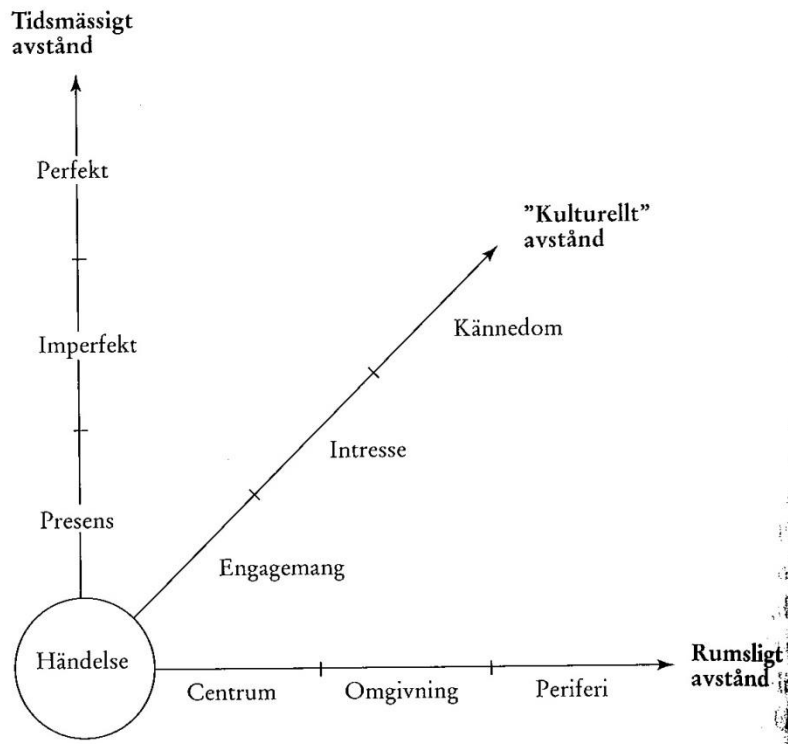 Tidsmässigt
avstånd
Perfekt
"Kulturellt"
avstånd
Kännedom
Imperfekt
Intresse
Presens
Engagemang
Händelse
Rumsligt
avstånd
Centrum
Omgivning
Periferi